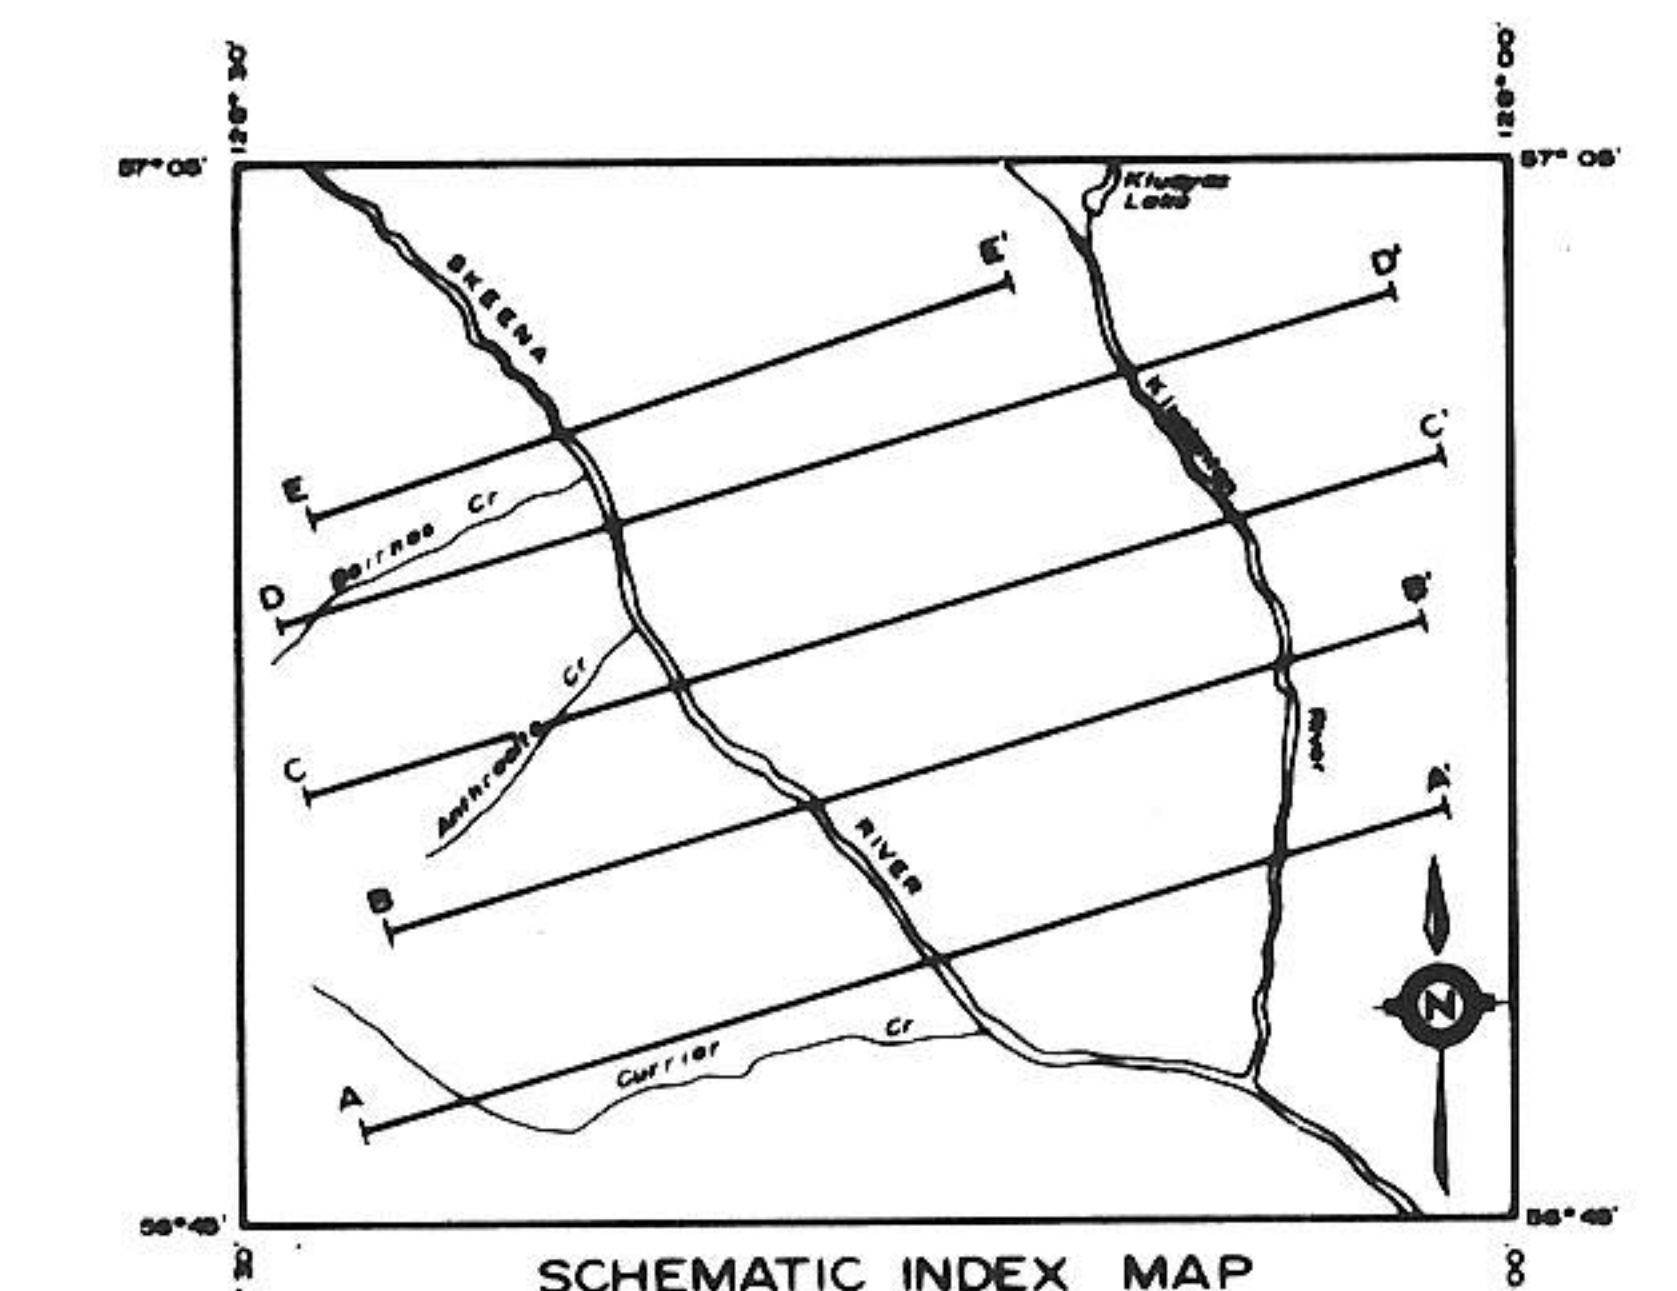 57° 05'
57° 05'
Lake
SKEENA
E'
D'
C'
E
Cr
D
B'
Cr
River
C
Anthracite
RIVER
B
A
Currier
Cr
N
56° 45'
56° 45'
SCHEMATIC INDEX MAP